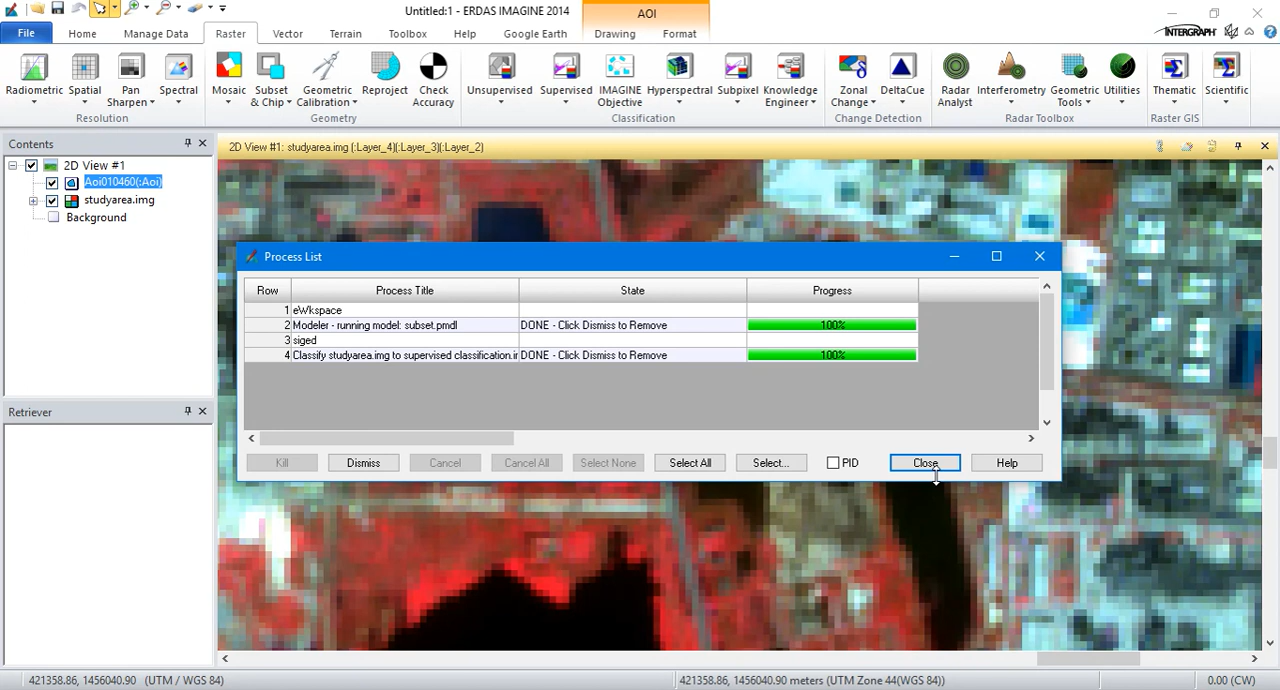 Untitled:1 - ERDAS IMAGINE 2014
AOI
File Home Manage Data Raster Vector Terrain Toolbox Help Google Earth Drawing Format
INTERGRAPH
Radiometric Spatial Pan Sharpen Spectral Mosaic Subset & Chip Geometric Calibration Reproject Check Accuracy Unsupervised Supervised IMAGINE Objective Hyperspectral Subpixel Knowledge Engineer Zonal Change DeltaCue Radar Analyst Interferometry Geometric Tools Utilities Thematic Scientific
Resolution Geometry Classification Change Detection Radar Toolbox Raster GIS
Contents
2D View #1: studyarea.img (:Layer_4)(:Layer_3)(:Layer_2)
2D View #1
Aoi010460(:Aoi)
studyarea.img
Background
Process List
Row Process Title State Progress
1 eWkspace
2 Modeler - running model: subset.pmdl DONE - Click Dismiss to Remove 100%
3 siged
4 Classify studyarea.img to supervised classification.ir DONE - Click Dismiss to Remove 100%
Retriever
Kill Dismiss Cancel Cancel All Select None Select All Select... PID Close Help
421358.86, 1456040.90 (UTM / WGS 84)
421358.86, 1456040.90 meters (UTM Zone 44(WGS 84))
0.00 (CW)